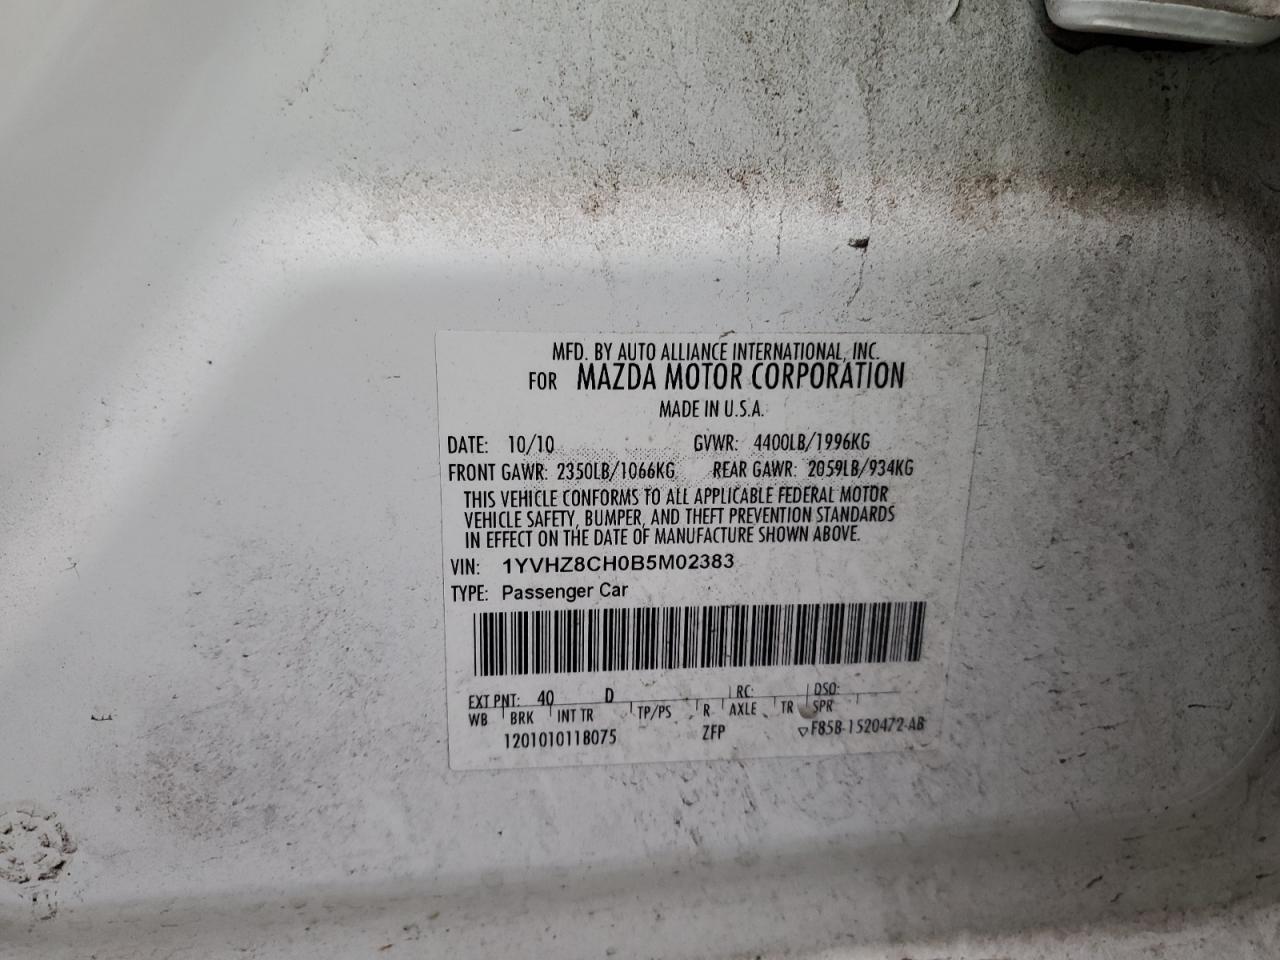 MFD. BY AUTO ALLIANCE INTERNATIONAL, INC.
FOR MAZDA MOTOR CORPORATION
MADE IN U.S.A.
DATE: 10/10 GVWR: 4400LB/1996KG
FRONT GAWR: 2350LB/1066KG REAR GAWR: 2059LB/934KG
THIS VEHICLE CONFORMS TO ALL APPLICABLE FEDERAL MOTOR
VEHICLE SAFETY, BUMPER, AND THEFT PREVENTION STANDARDS
IN EFFECT ON THE DATE OF MANUFACTURE SHOWN ABOVE.
VIN: 1YVHZ8CH0B5M02383
TYPE: Passenger Car
EXT PNT: 40 D RC: DSO:
WB BRK INT TR TP/PS R AXLE TR SPR
1201010118075 ZFP F85B-1520472-AB